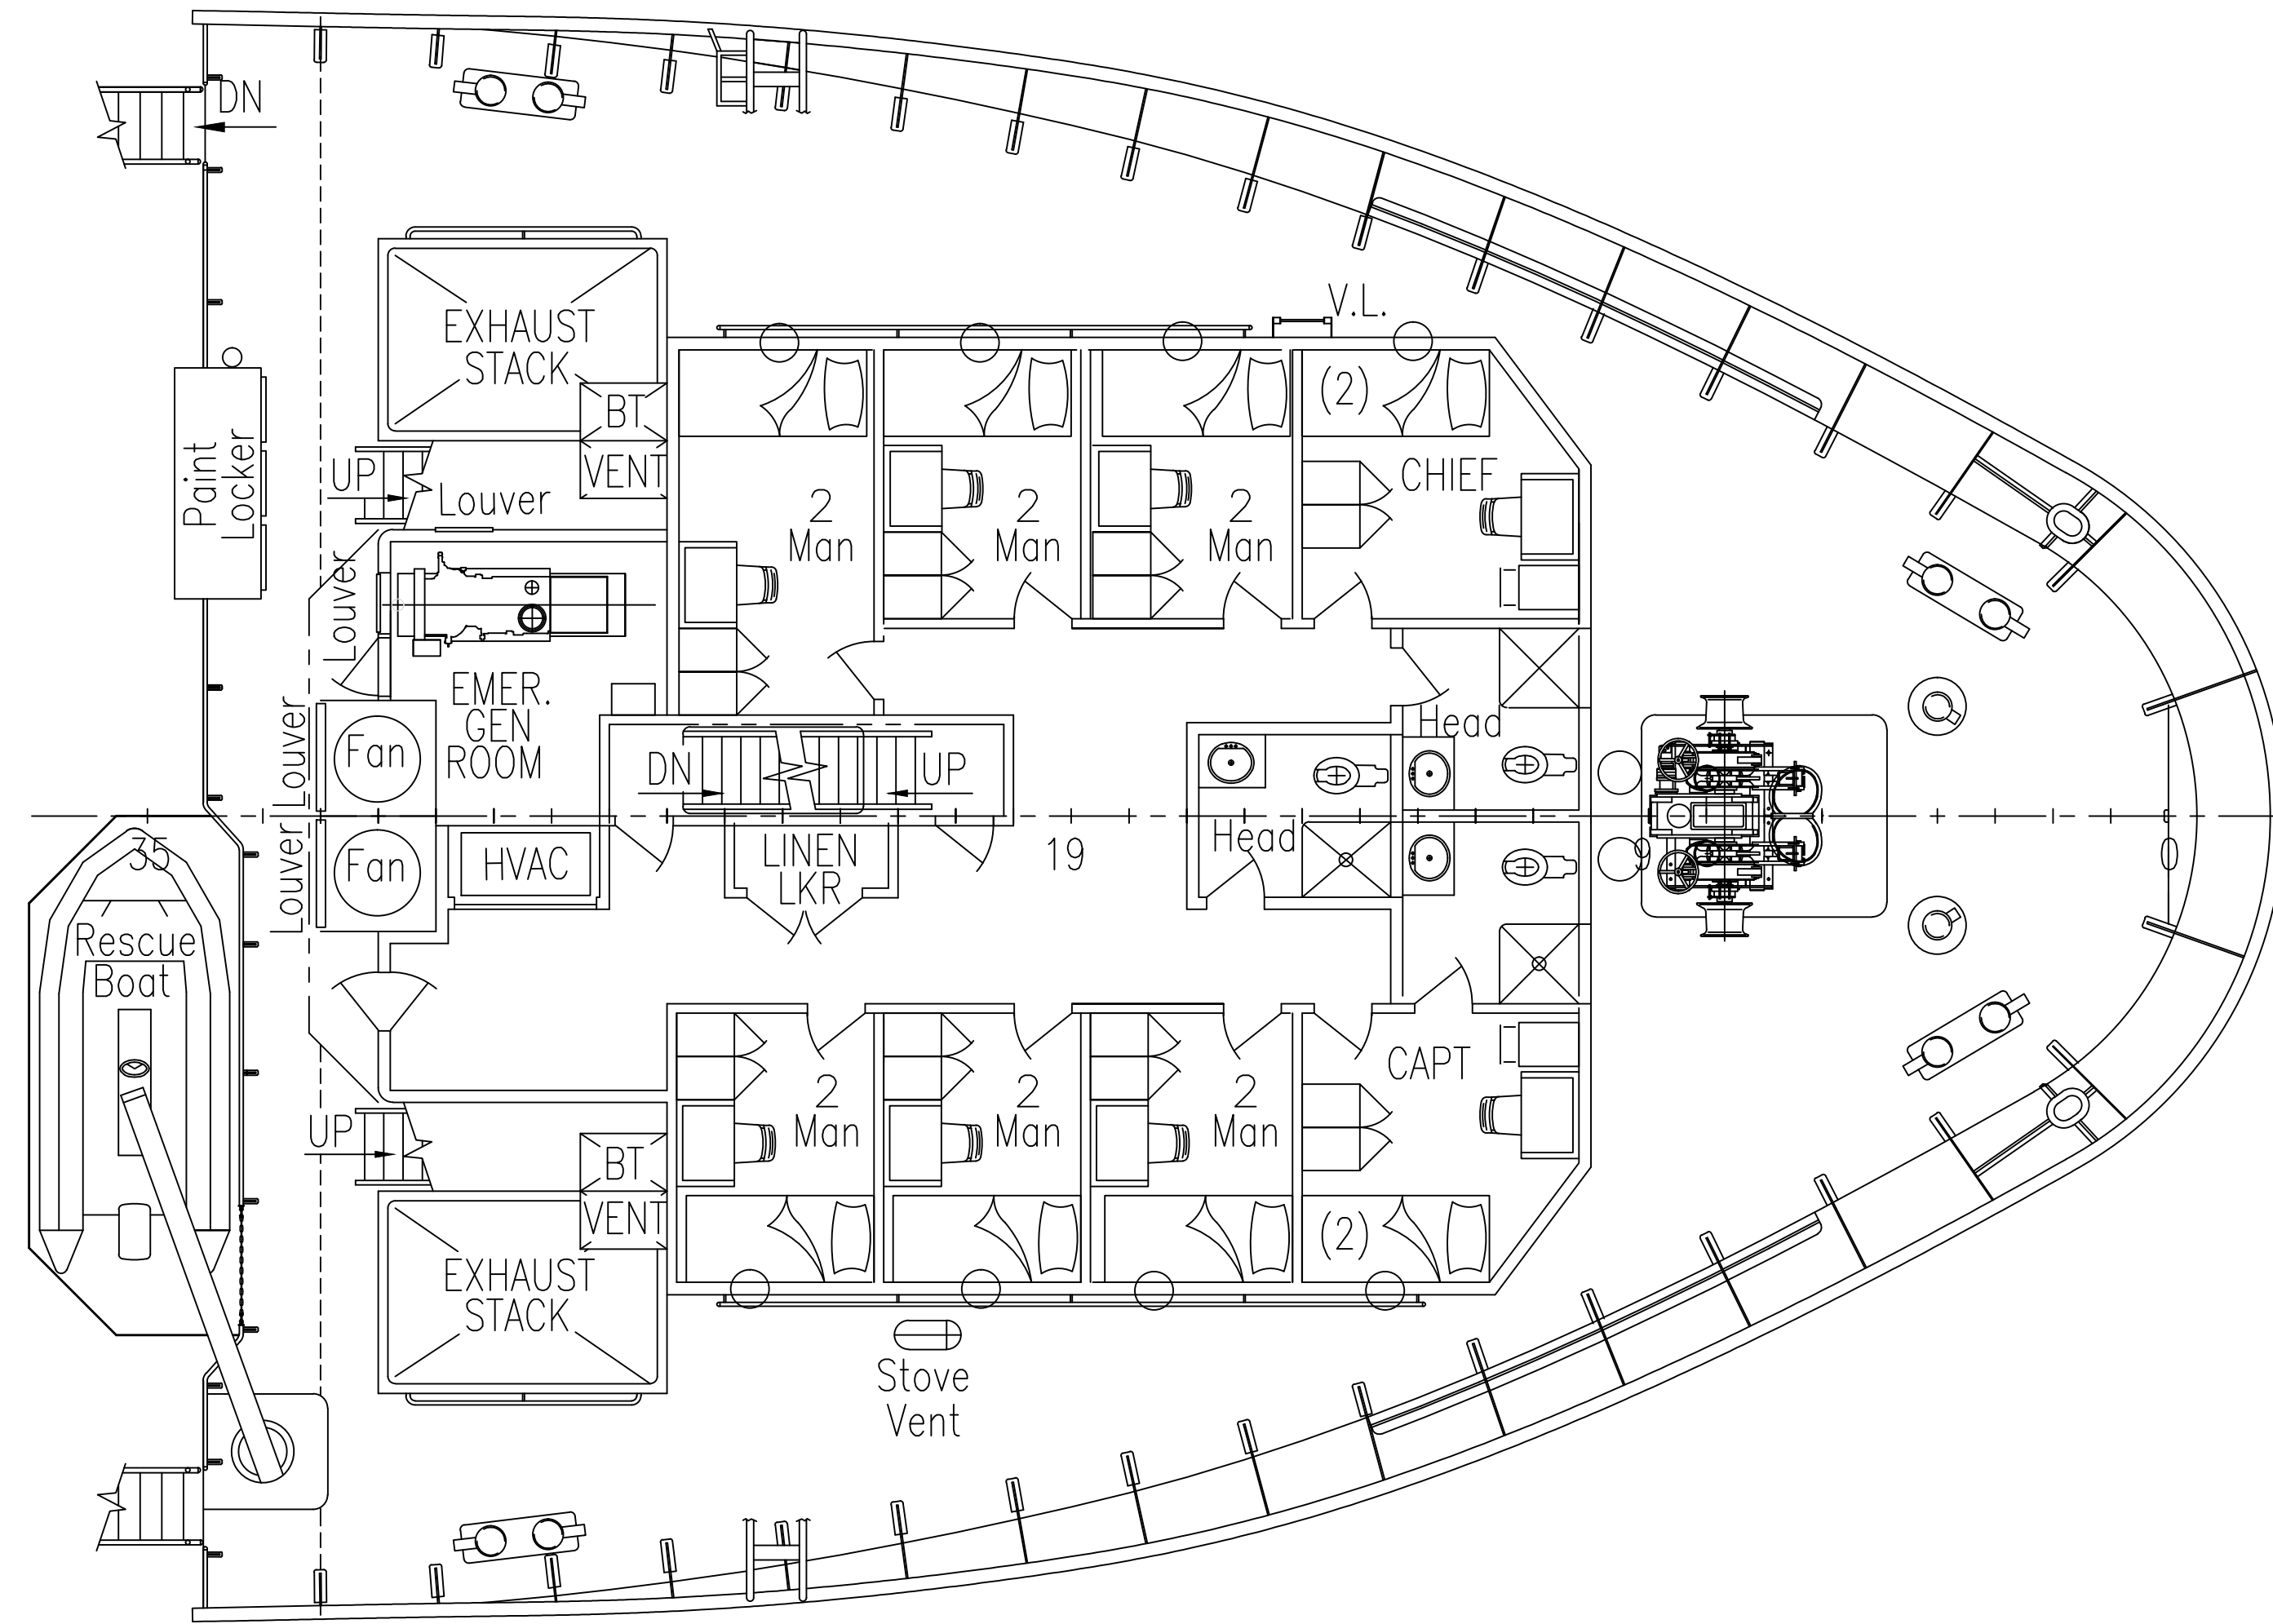 DN
V.L.
EXHAUST
STACK
BT
VENT
UP
Louver
Paint
Locker
(2)
CHIEF
2
Man
2
Man
2
Man
Louver
EMER.
GEN
ROOM
Louver
Fan
DN
UP
Head
Louver
Fan
HVAC
LINEN
LKR
19
Head
9
35
Rescue
Boat
UP
CAPT
2
Man
2
Man
2
Man
BT
VENT
(2)
EXHAUST
STACK
Stove
Vent